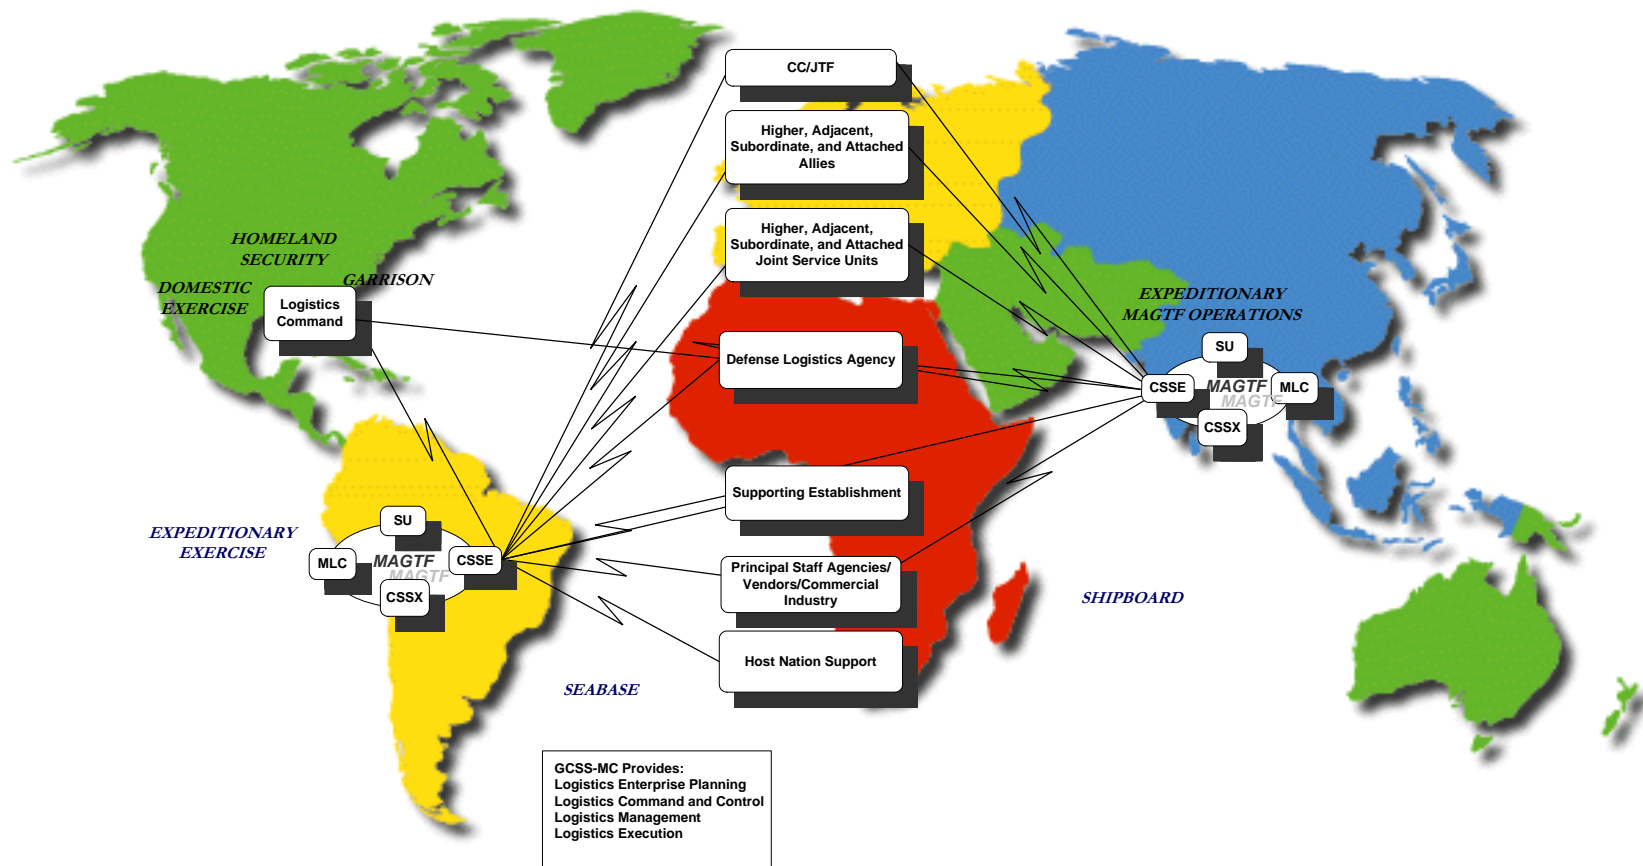 CC/JTF
Higher, Adjacent,
Subordinate, and Attached
Allies
Higher, Adjacent,
Subordinate, and Attached
Joint Service Units
HOMELAND
SECURITY
GARRISON
DOMESTIC
EXERCISE
Logistics
Command
Defense Logistics Agency
EXPEDITIONARY
MAGTF OPERATIONS
SU
CSSE
MAGTF
MAGTF
MLC
CSSX
Supporting Establishment
EXPEDITIONARY
EXERCISE
SU
MLC
MAGTF
MAGTF
CSSE
CSSX
Principal Staff Agencies/
Vendors/Commercial
Industry
SHIPBOARD
Host Nation Support
SEABASE
GCSS-MC Provides:
Logistics Enterprise Planning
Logistics Command and Control
Logistics Management
Logistics Execution